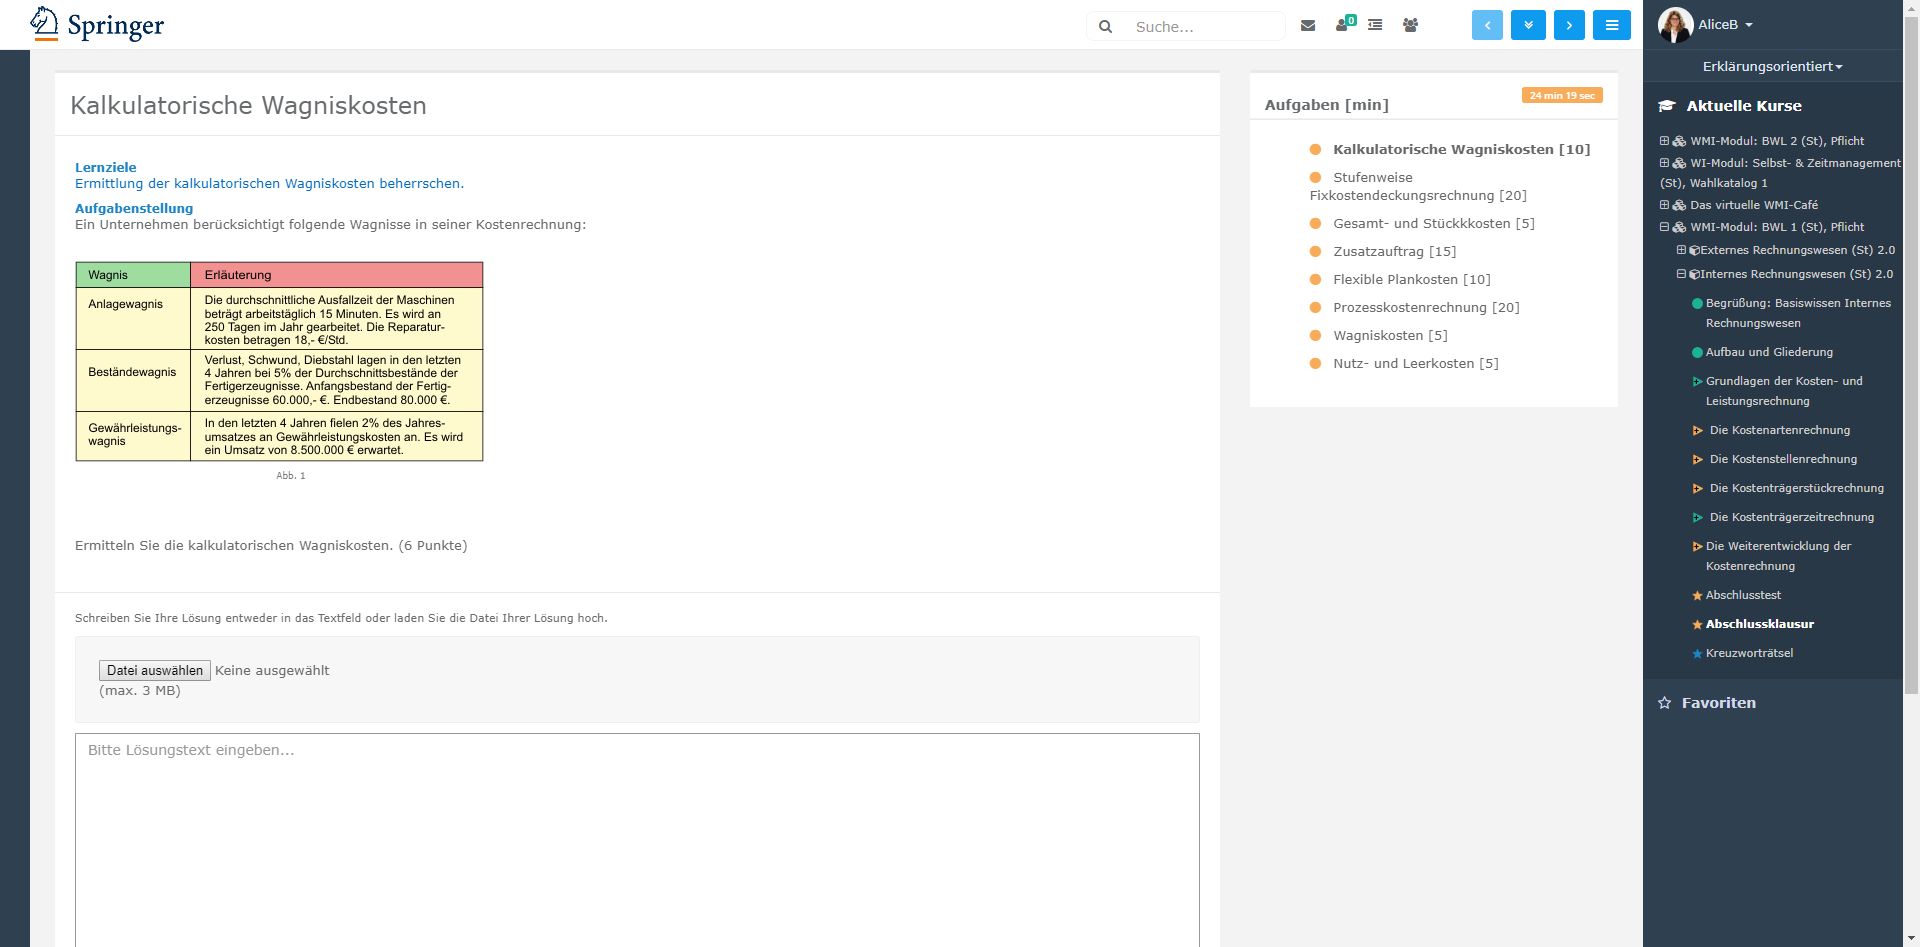 Springer
Suche...
0
AliceB
Erklärungsorientiert
Kalkulatorische Wagniskosten
Lernziele
Ermittlung der kalkulatorischen Wagniskosten beherrschen.
Aufgabenstellung
Ein Unternehmen berücksichtigt folgende Wagnisse in seiner Kostenrechnung:
Wagnis Erläuterung
Anlagewagnis
Die durchschnittliche Ausfallzeit der Maschinen
beträgt arbeitstäglich 15 Minuten. Es wird an
250 Tagen im Jahr gearbeitet. Die Reparatur-
kosten betragen 18,- €/Std.
Beständewagnis
Verlust, Schwund, Diebstahl lagen in den letzten
4 Jahren bei 5% der Durchschnittsbestände der
Fertigerzeugnisse. Anfangsbestand der Fertig-
erzeugnisse 60.000,- €. Endbestand 80.000 €.
Gewährleistungs-
wagnis
In den letzten 4 Jahren fielen 2% des Jahres-
umsatzes an Gewährleistungskosten an. Es wird
ein Umsatz von 8.500.000 € erwartet.
Abb. 1
Ermitteln Sie die kalkulatorischen Wagniskosten. (6 Punkte)
Schreiben Sie Ihre Lösung entweder in das Textfeld oder laden Sie die Datei Ihrer Lösung hoch.
Datei auswählen Keine ausgewählt
(max. 3 MB)
Bitte Lösungstext eingeben...
Aufgaben [min]
24 min 19 sec
Kalkulatorische Wagniskosten [10]
Stufenweise
Fixkostendeckungsrechnung [20]
Gesamt- und Stückkkosten [5]
Zusatzauftrag [15]
Flexible Plankosten [10]
Prozesskostenrechnung [20]
Wagniskosten [5]
Nutz- und Leerkosten [5]
Aktuelle Kurse
WMI-Modul: BWL 2 (St), Pflicht
WI-Modul: Selbst- & Zeitmanagement
(St), Wahlkatalog 1
Das virtuelle WMI-Café
WMI-Modul: BWL 1 (St), Pflicht
Externes Rechnungswesen (St) 2.0
Internes Rechnungswesen (St) 2.0
Begrüßung: Basiswissen Internes
Rechnungswesen
Aufbau und Gliederung
Grundlagen der Kosten- und
Leistungsrechnung
Die Kostenartenrechnung
Die Kostenstellenrechnung
Die Kostenträgerstückrechnung
Die Kostenträgerzeitrechnung
Die Weiterentwicklung der
Kostenrechnung
Abschlusstest
Abschlussklausur
Kreuzworträtsel
Favoriten